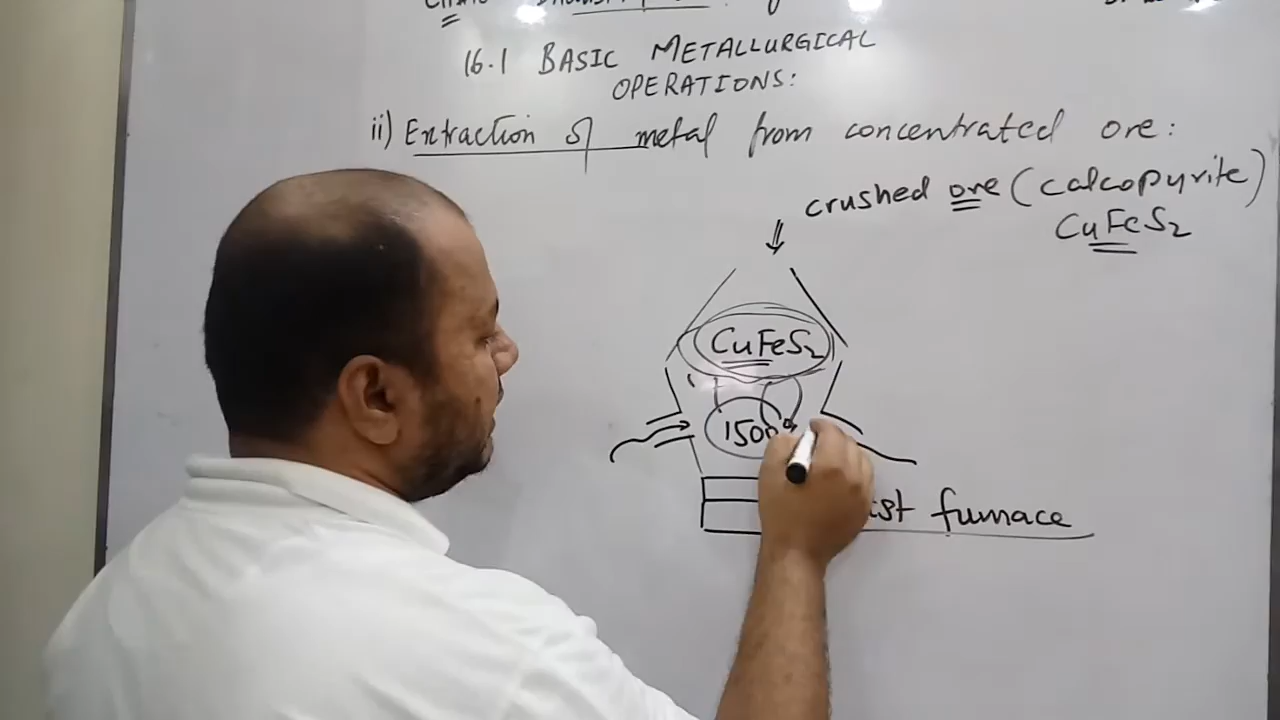 16.1 BASIC METALLURGICAL
OPERATIONS:
ii) Extraction of metal from concentrated ore:
crushed ore (calcopyrite)
CuFeS2
CuFeS2
furnace